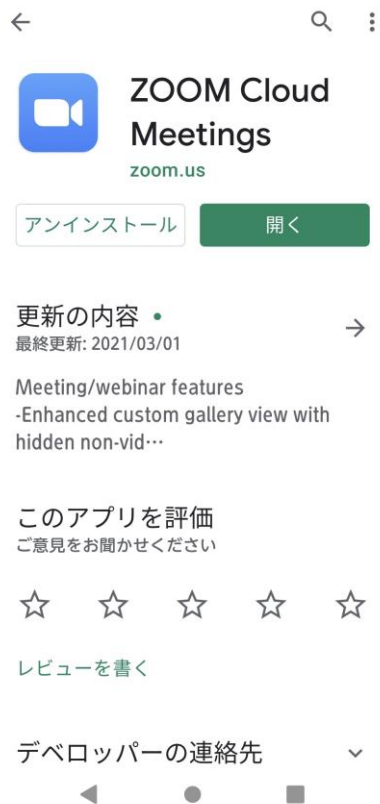 ZOOM Cloud
Meetings
zoom.us
アンインストール
開く
更新の内容
最終更新: 2021/03/01
Meeting/webinar features
-Enhanced custom gallery view with
hidden non-vid…
このアプリを評価
ご意見をお聞かせください
レビューを書く
デベロッパーの連絡先